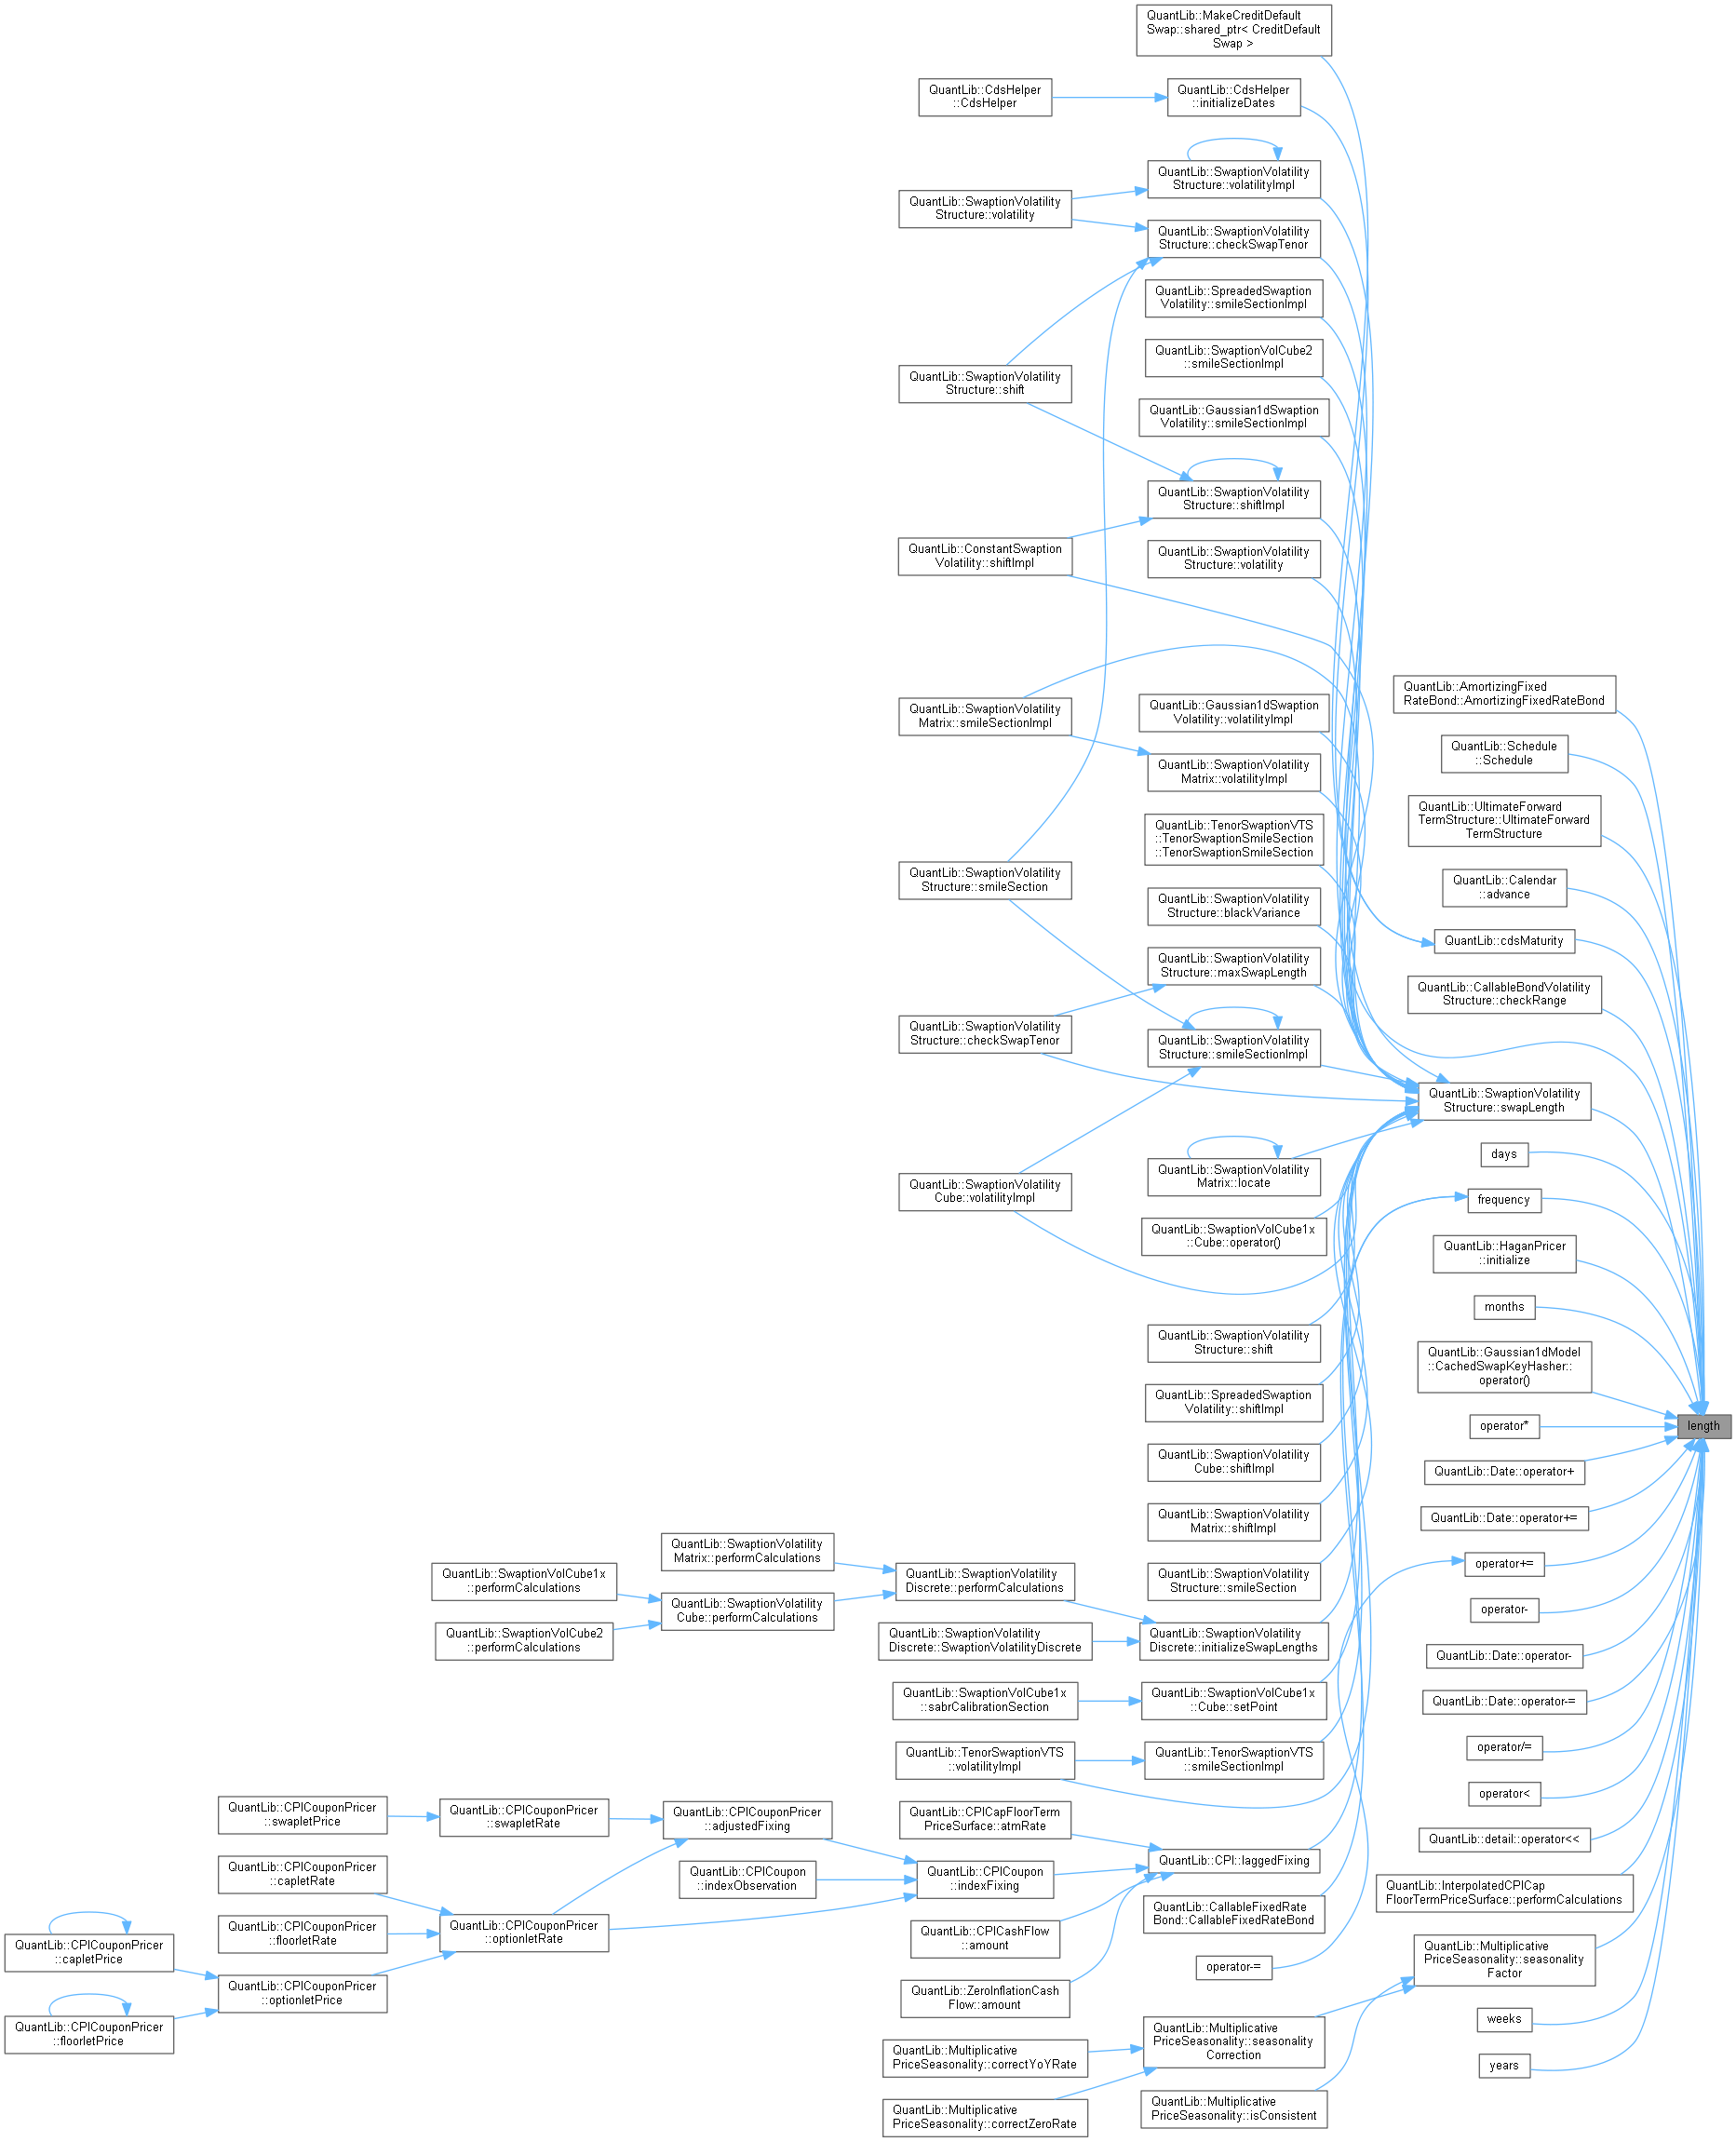 QuantLib::MakeCreditDefault
Swap::shared_ptr< CreditDefault
Swap >
QuantLib::CdsHelper
::CdsHelper
QuantLib::CdsHelper
::initializeDates
QuantLib::SwaptionVolatility
Structure::volatilityImpl
QuantLib::SwaptionVolatility
Structure::volatility
QuantLib::SwaptionVolatility
Structure::checkSwapTenor
QuantLib::SpreadedSwaption
Volatility::smileSectionImpl
QuantLib::SwaptionVolCube2
::smileSectionImpl
QuantLib::SwaptionVolatility
Structure::shift
QuantLib::Gaussian1dSwaption
Volatility::smileSectionImpl
QuantLib::SwaptionVolatility
Structure::shiftImpl
QuantLib::ConstantSwaption
Volatility::shiftImpl
QuantLib::SwaptionVolatility
Structure::volatility
QuantLib::AmortizingFixed
RateBond::AmortizingFixedRateBond
QuantLib::SwaptionVolatility
Matrix::smileSectionImpl
QuantLib::Gaussian1dSwaption
Volatility::volatilityImpl
QuantLib::Schedule
::Schedule
QuantLib::SwaptionVolatility
Matrix::volatilityImpl
QuantLib::UltimateForward
TermStructure::UltimateForward
TermStructure
QuantLib::TenorSwaptionVTS
::TenorSwaptionSmileSection
::TenorSwaptionSmileSection
QuantLib::SwaptionVolatility
Structure::smileSection
QuantLib::Calendar
::advance
QuantLib::SwaptionVolatility
Structure::blackVariance
QuantLib::cdsMaturity
QuantLib::SwaptionVolatility
Structure::maxSwapLength
QuantLib::CallableBondVolatility
Structure::checkRange
QuantLib::SwaptionVolatility
Structure::checkSwapTenor
QuantLib::SwaptionVolatility
Structure::smileSectionImpl
QuantLib::SwaptionVolatility
Structure::swapLength
days
QuantLib::SwaptionVolatility
Matrix::locate
QuantLib::SwaptionVolatility
Cube::volatilityImpl
frequency
QuantLib::SwaptionVolCube1x
::Cube::operator()
QuantLib::HaganPricer
::initialize
months
QuantLib::SwaptionVolatility
Structure::shift
QuantLib::Gaussian1dModel
::CachedSwapKeyHasher::
operator()
QuantLib::SpreadedSwaption
Volatility::shiftImpl
operator*
length
QuantLib::SwaptionVolatility
Cube::shiftImpl
QuantLib::Date::operator+
QuantLib::SwaptionVolatility
Matrix::shiftImpl
QuantLib::Date::operator+=
QuantLib::SwaptionVolatility
Matrix::performCalculations
operator+=
QuantLib::SwaptionVolCube1x
::performCalculations
QuantLib::SwaptionVolatility
Discrete::performCalculations
QuantLib::SwaptionVolatility
Structure::smileSection
QuantLib::SwaptionVolatility
Cube::performCalculations
operator-
QuantLib::SwaptionVolCube2
::performCalculations
QuantLib::SwaptionVolatility
Discrete::SwaptionVolatilityDiscrete
QuantLib::SwaptionVolatility
Discrete::initializeSwapLengths
QuantLib::Date::operator-
QuantLib::SwaptionVolCube1x
::sabrCalibrationSection
QuantLib::SwaptionVolCube1x
::Cube::setPoint
QuantLib::Date::operator-=
QuantLib::TenorSwaptionVTS
::volatilityImpl
QuantLib::TenorSwaptionVTS
::smileSectionImpl
operator/=
operator<
QuantLib::CPICouponPricer
::swapletPrice
QuantLib::CPICouponPricer
::swapletRate
QuantLib::CPICouponPricer
::adjustedFixing
QuantLib::CPICapFloorTerm
PriceSurface::atmRate
QuantLib::detail::operator<<
QuantLib::CPI::laggedFixing
QuantLib::CPICouponPricer
::capletRate
QuantLib::CPICoupon
::indexObservation
QuantLib::CPICoupon
::indexFixing
QuantLib::InterpolatedCPICap
FloorTermPriceSurface::performCalculations
QuantLib::CallableFixedRate
Bond::CallableFixedRateBond
QuantLib::CPICouponPricer
::floorletRate
QuantLib::CPICouponPricer
::optionletRate
QuantLib::CPICashFlow
::amount
QuantLib::CPICouponPricer
::capletPrice
QuantLib::Multiplicative
PriceSeasonality::seasonality
Factor
operator-=
QuantLib::CPICouponPricer
::optionletPrice
QuantLib::ZeroInflationCash
Flow::amount
QuantLib::CPICouponPricer
::floorletPrice
weeks
QuantLib::Multiplicative
PriceSeasonality::seasonality
Correction
QuantLib::Multiplicative
PriceSeasonality::correctYoYRate
years
QuantLib::Multiplicative
PriceSeasonality::correctZeroRate
QuantLib::Multiplicative
PriceSeasonality::isConsistent